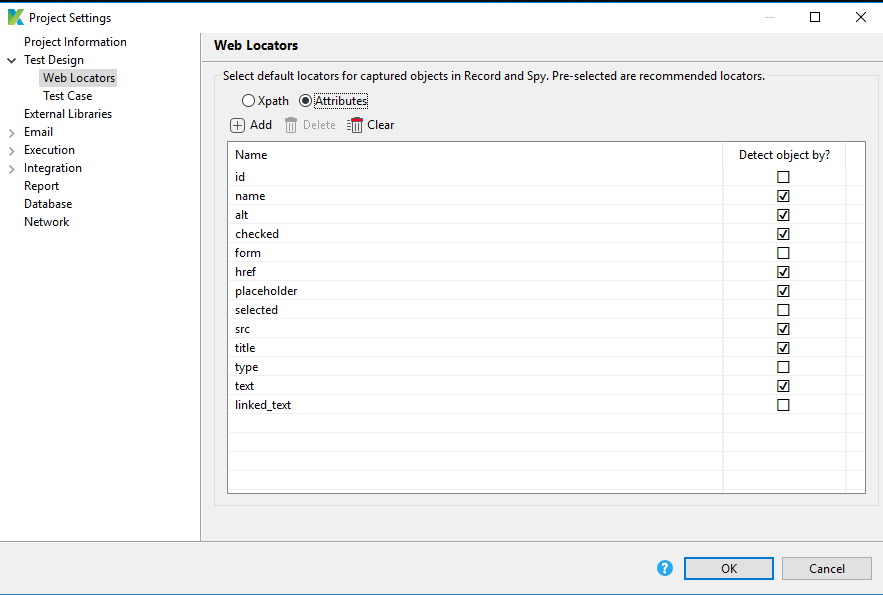 Project Settings
Project Information
Test Design
Web Locators
Test Case
External Libraries
Email
Execution
Integration
Report
Database
Network
Web Locators
Select default locators for captured objects in Record and Spy. Pre-selected are recommended locators.
Xpath Attributes
Add Delete Clear
Name Detect object by?
id
name
alt
checked
form
href
placeholder
selected
src
title
type
text
linked_text
? OK Cancel